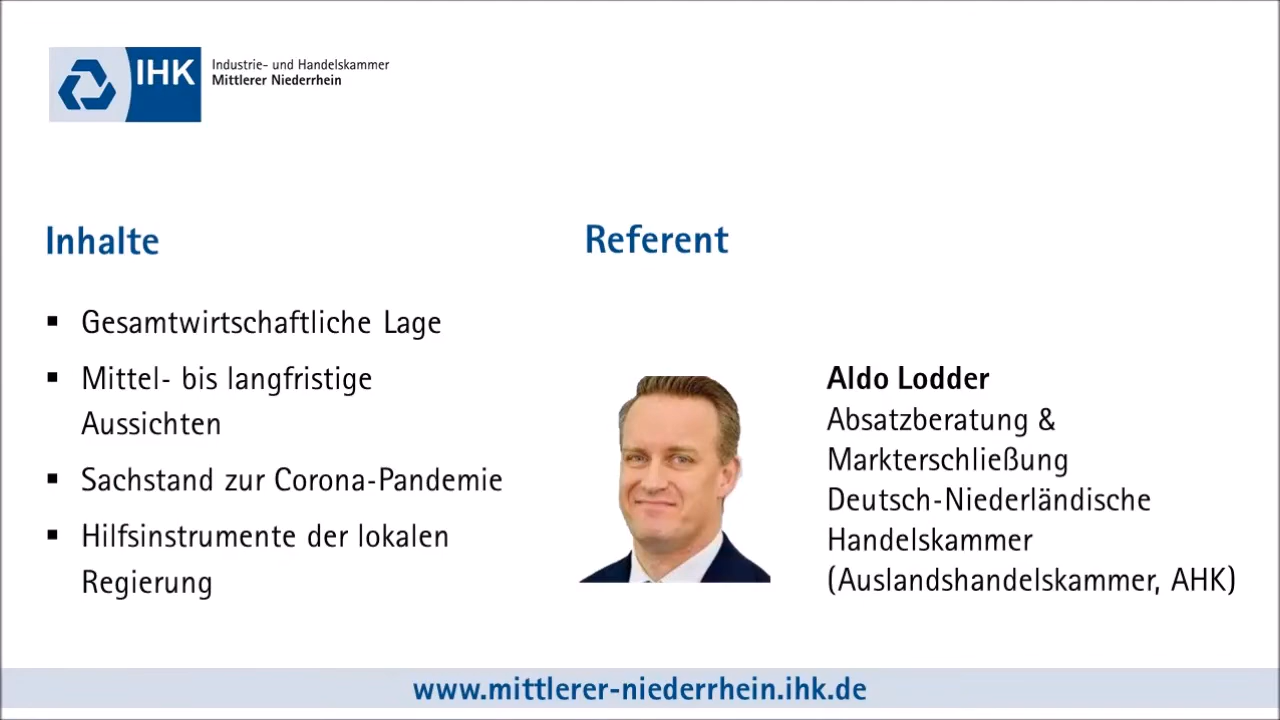 IHK
Industrie- und Handelskammer
Mittlerer Niederrhein
Inhalte
▪ Gesamtwirtschaftliche Lage
▪ Mittel- bis langfristige
Aussichten
▪ Sachstand zur Corona-Pandemie
▪ Hilfsinstrumente der lokalen
Regierung
Referent
Aldo Lodder
Absatzberatung &
Markterschließung
Deutsch-Niederländische
Handelskammer
(Auslandshandelskammer, AHK)
www.mittlerer-niederrhein.ihk.de